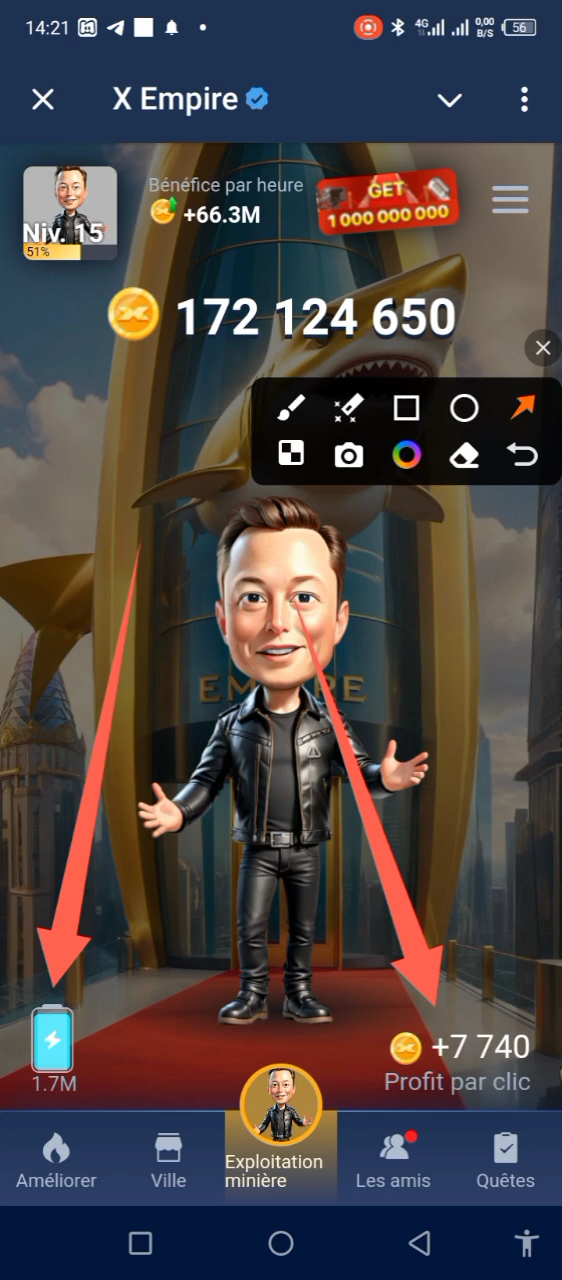 14:21
4G
0,00
B/S
56
X Empire
Niv. 15
51%
Bénéfice par heure
+66.3M
GET
1 000 000 000
172 124 650
EMPIRE
1.7M
+7 740
Profit par clic
Améliorer
Ville
Exploitation
minière
Les amis
Quêtes